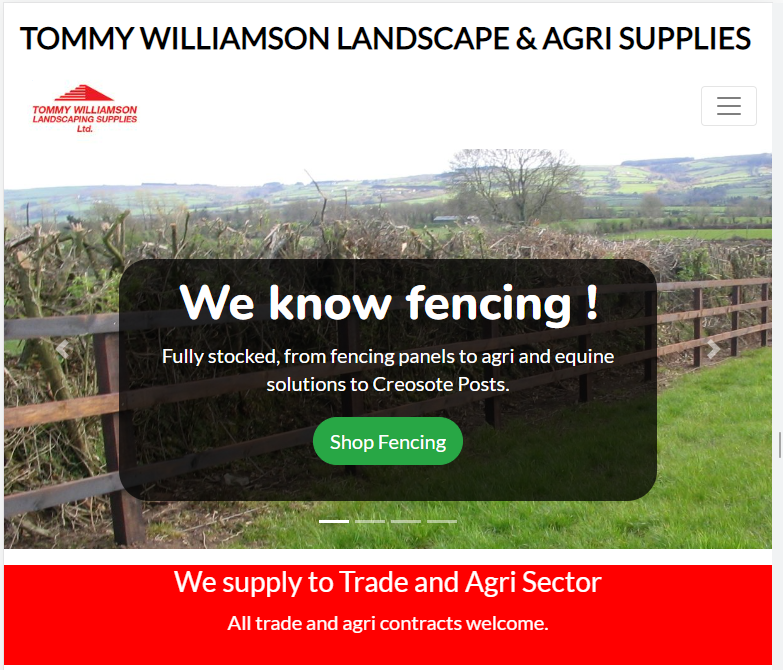 TOMMY WILLIAMSON LANDSCAPE & AGRI SUPPLIES
TOMMY WILLIAMSON
LANDSCAPING SUPPLIES
Ltd.
We know fencing !
Fully stocked, from fencing panels to agri and equine
solutions to Creosote Posts.
Shop Fencing
We supply to Trade and Agri Sector
All trade and agri contracts welcome.